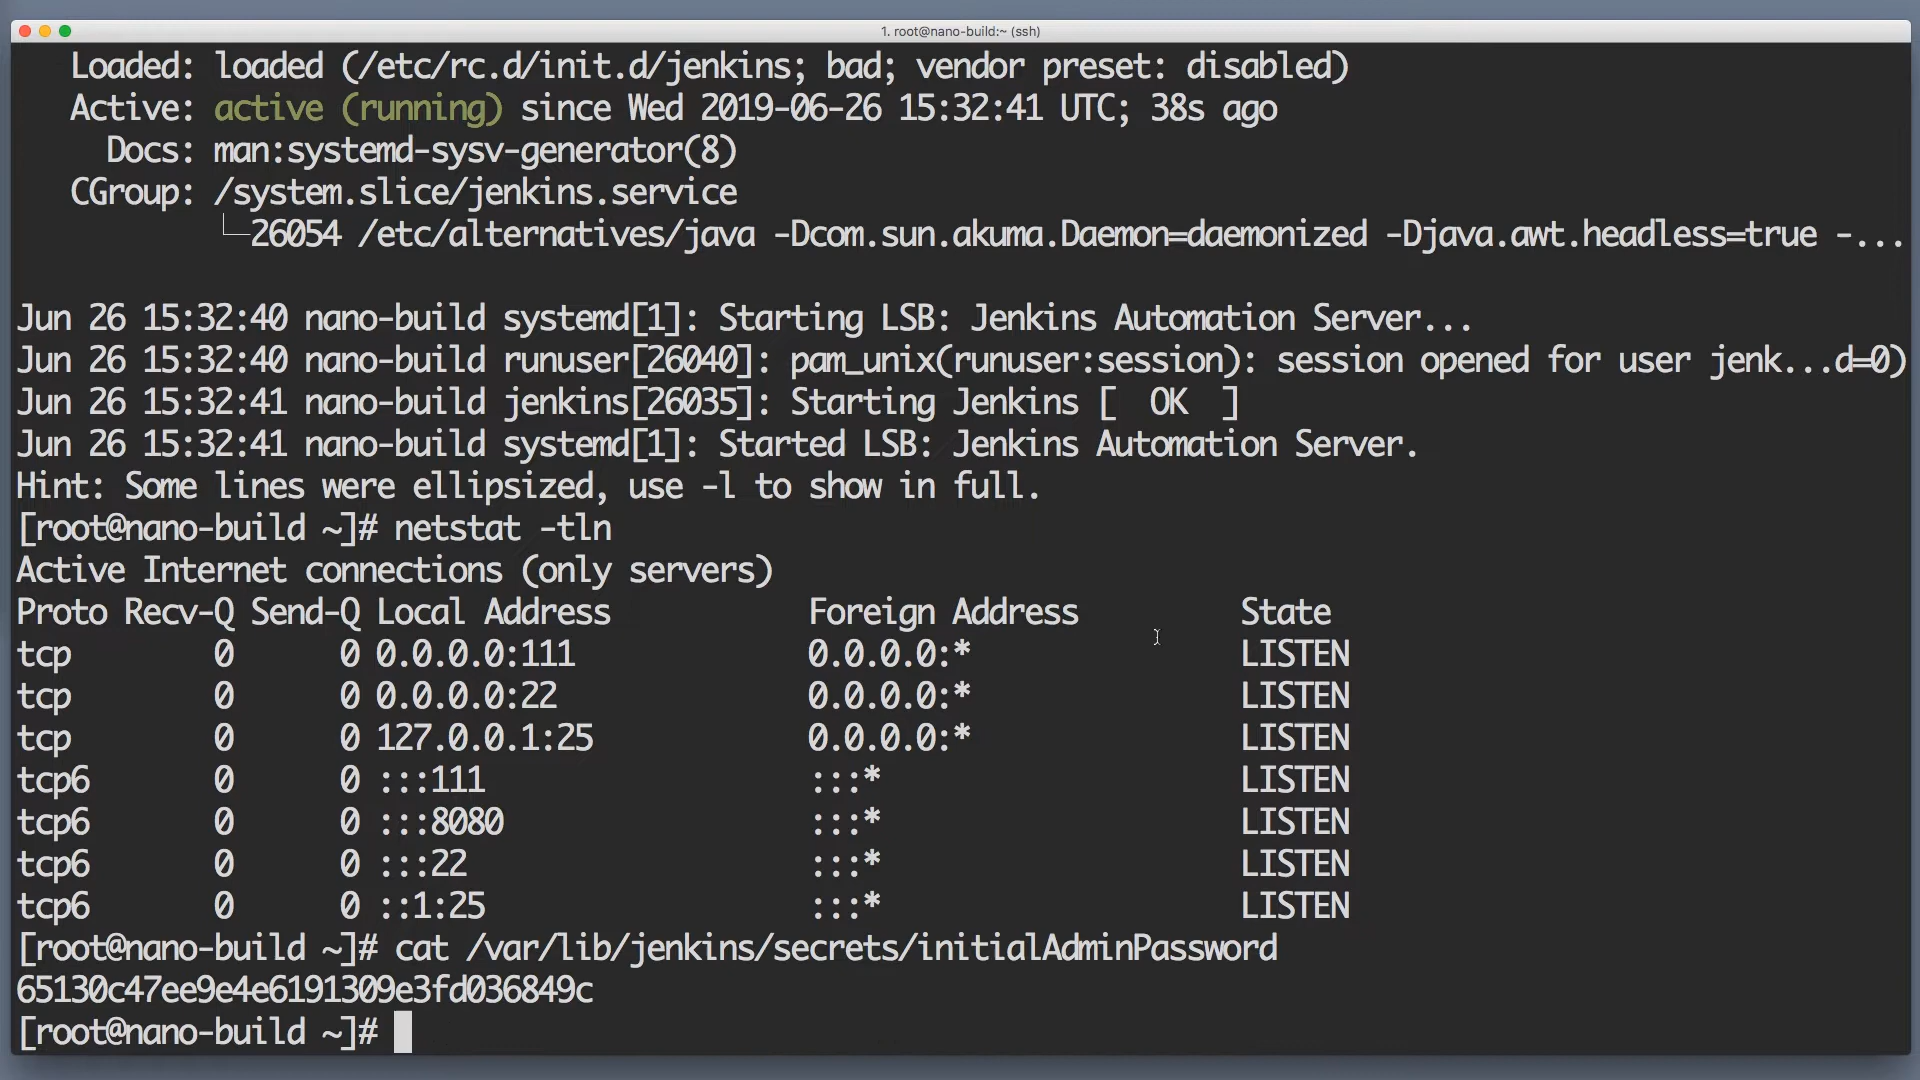 1. root@nano-build:~ (ssh)
Loaded: loaded (/etc/rc.d/init.d/jenkins; bad; vendor preset: disabled)
Active: active (running) since Wed 2019-06-26 15:32:41 UTC; 38s ago
Docs: man:systemd-sysv-generator(8)
CGroup: /system.slice/jenkins.service
└─26054 /etc/alternatives/java -Dcom.sun.akuma.Daemon=daemonized -Djava.awt.headless=true -...
Jun 26 15:32:40 nano-build systemd[1]: Starting LSB: Jenkins Automation Server...
Jun 26 15:32:40 nano-build runuser[26040]: pam_unix(runuser:session): session opened for user jenk...d=0)
Jun 26 15:32:41 nano-build jenkins[26035]: Starting Jenkins [  OK  ]
Jun 26 15:32:41 nano-build systemd[1]: Started LSB: Jenkins Automation Server.
Hint: Some lines were ellipsized, use -l to show in full.
[root@nano-build ~]# netstat -tln
Active Internet connections (only servers)
Proto Recv-Q Send-Q Local Address           Foreign Address         State
tcp        0      0 0.0.0.0:111             0.0.0.0:*               LISTEN
tcp        0      0 0.0.0.0:22              0.0.0.0:*               LISTEN
tcp        0      0 127.0.0.1:25            0.0.0.0:*               LISTEN
tcp6       0      0 :::111                  :::*                    LISTEN
tcp6       0      0 :::8080                 :::*                    LISTEN
tcp6       0      0 :::22                   :::*                    LISTEN
tcp6       0      0 ::1:25                  :::*                    LISTEN
[root@nano-build ~]# cat /var/lib/jenkins/secrets/initialAdminPassword
65130c47ee9e4e6191309e3fd036849c
[root@nano-build ~]#